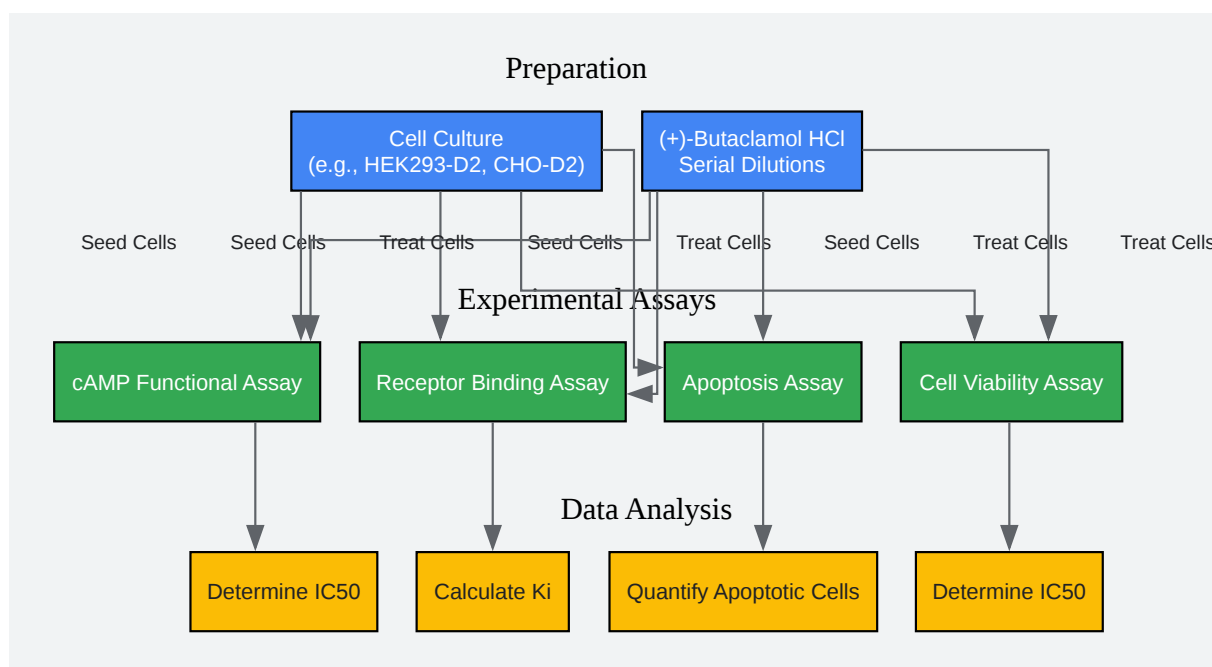 Preparation
Cell Culture
(e.g., HEK293-D2, CHO-D2)
(+)-Butaclamol HCl
Serial Dilutions
Seed Cells
Seed Cells
Treat Cells
Seed Cells
Treat Cells
Seed Cells
Treat Cells
Treat Cells
Experimental Assays
cAMP Functional Assay
Receptor Binding Assay
Apoptosis Assay
Cell Viability Assay
Data Analysis
Determine IC50
Calculate Ki
Quantify Apoptotic Cells
Determine IC50